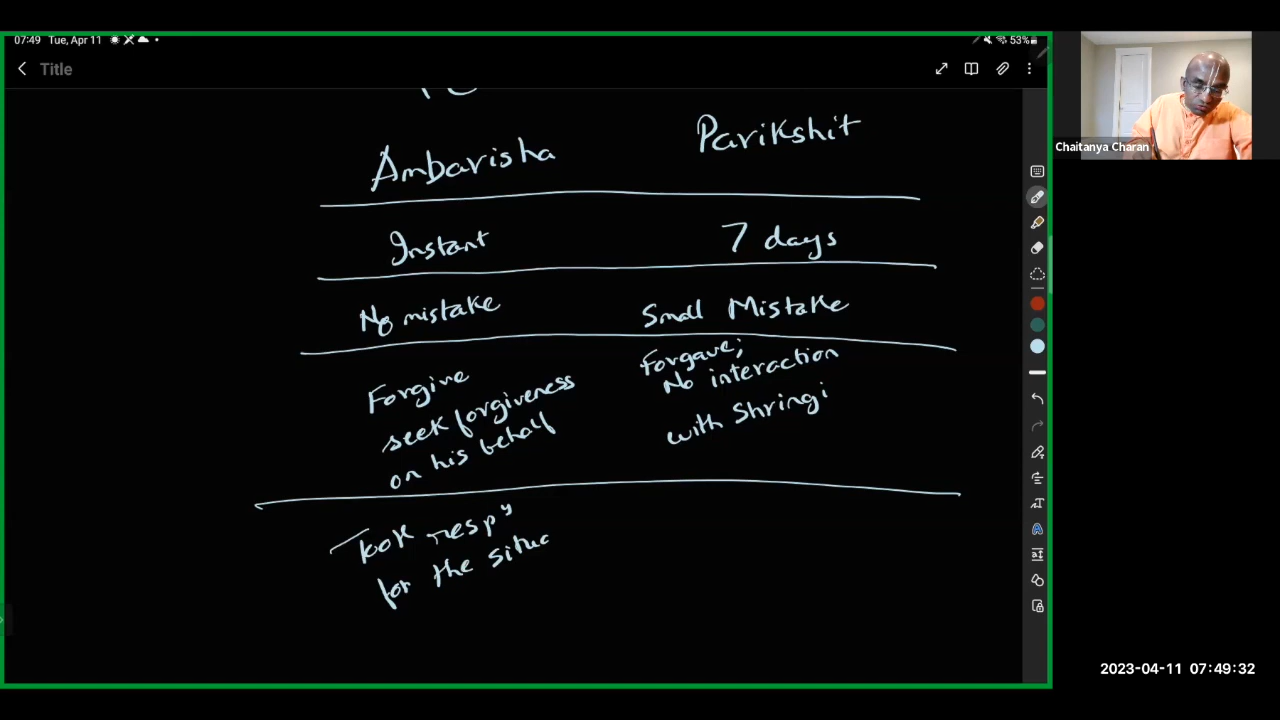 07:49 Tue, Apr 11
53%
Title
Chaitanya Charan
Ambarisha
Parikshit
Instant
7 days
No mistake
Small Mistake
Forgive
seek forgiveness
on his behalf
Forgave;
No interaction
with Shringi
Took resp y
for the situa
2023-04-11 07:49:32